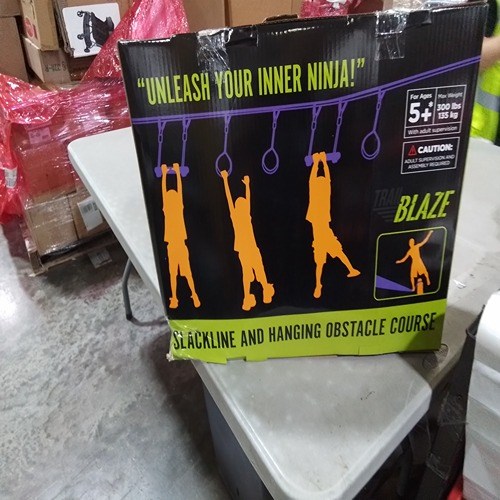 "UNLEASH YOUR INNER NINJA!"
For Ages
5+
With adult supervision
Max Weight
300 lbs
135 kg
CAUTION:
ADULT SUPERVISION AND
ASSEMBLY REQUIRED
TRAIL
BLAZE
SLACKLINE AND HANGING OBSTACLE COURSE